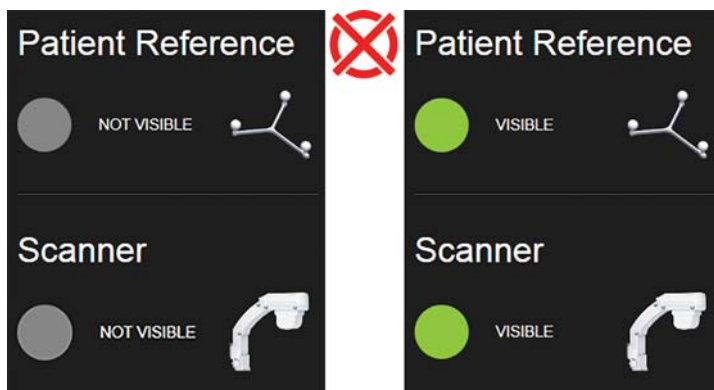 Patient Reference
NOT VISIBLE
Scanner
NOT VISIBLE
Patient Reference
VISIBLE
Scanner
VISIBLE